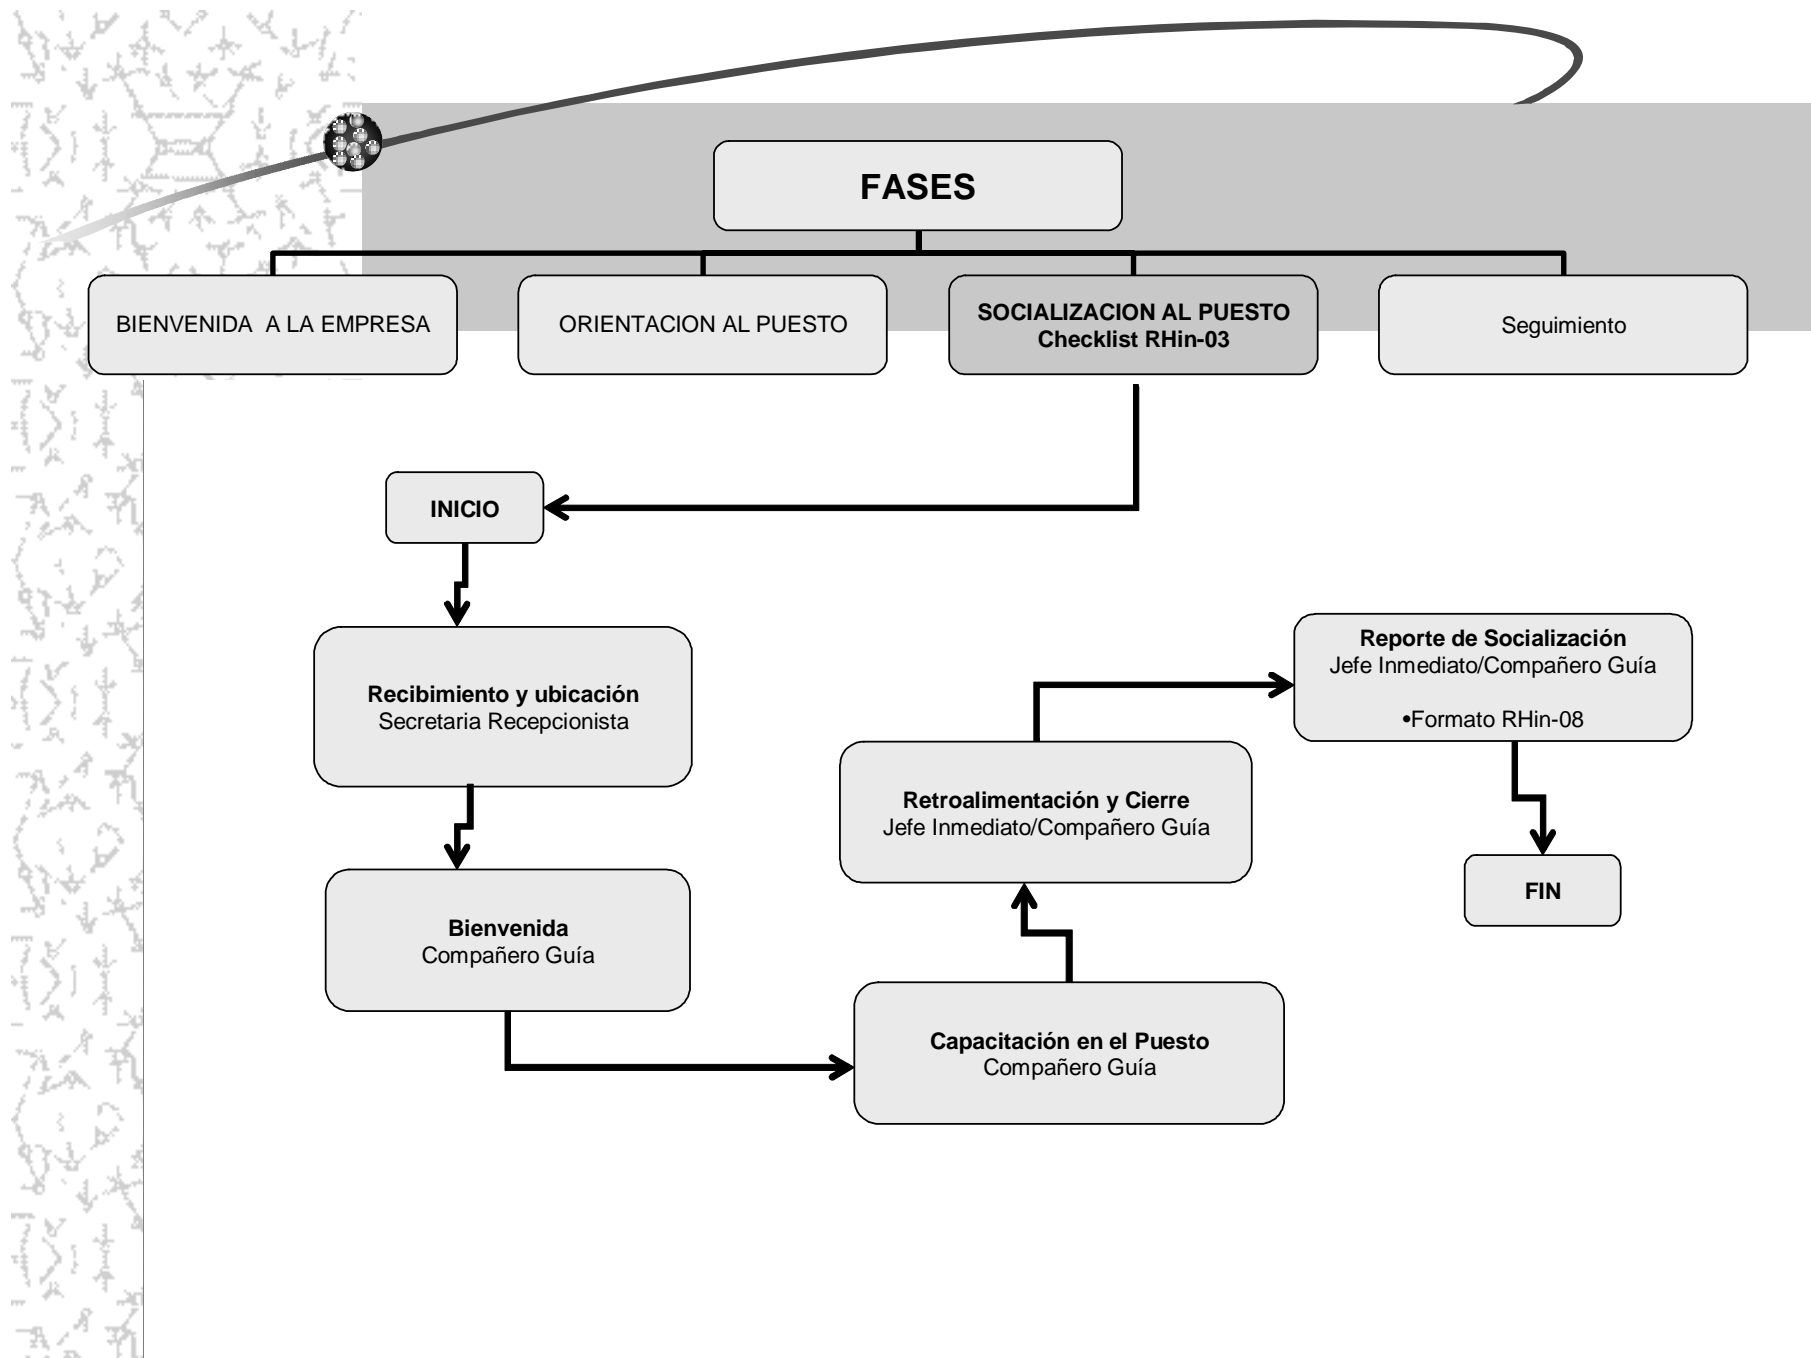 FASES
BIENVENIDA  A LA EMPRESA
ORIENTACION AL PUESTO
SOCIALIZACION AL PUESTO
Checklist RHin-03
Seguimiento
INICIO
Recibimiento y ubicación
Secretaria Recepcionista
Bienvenida
Compañero Guía
Capacitación en el Puesto
Compañero Guía
Retroalimentación y Cierre
Jefe Inmediato/Compañero Guía
Reporte de Socialización
Jefe Inmediato/Compañero Guía
•Formato RHin-08
FIN